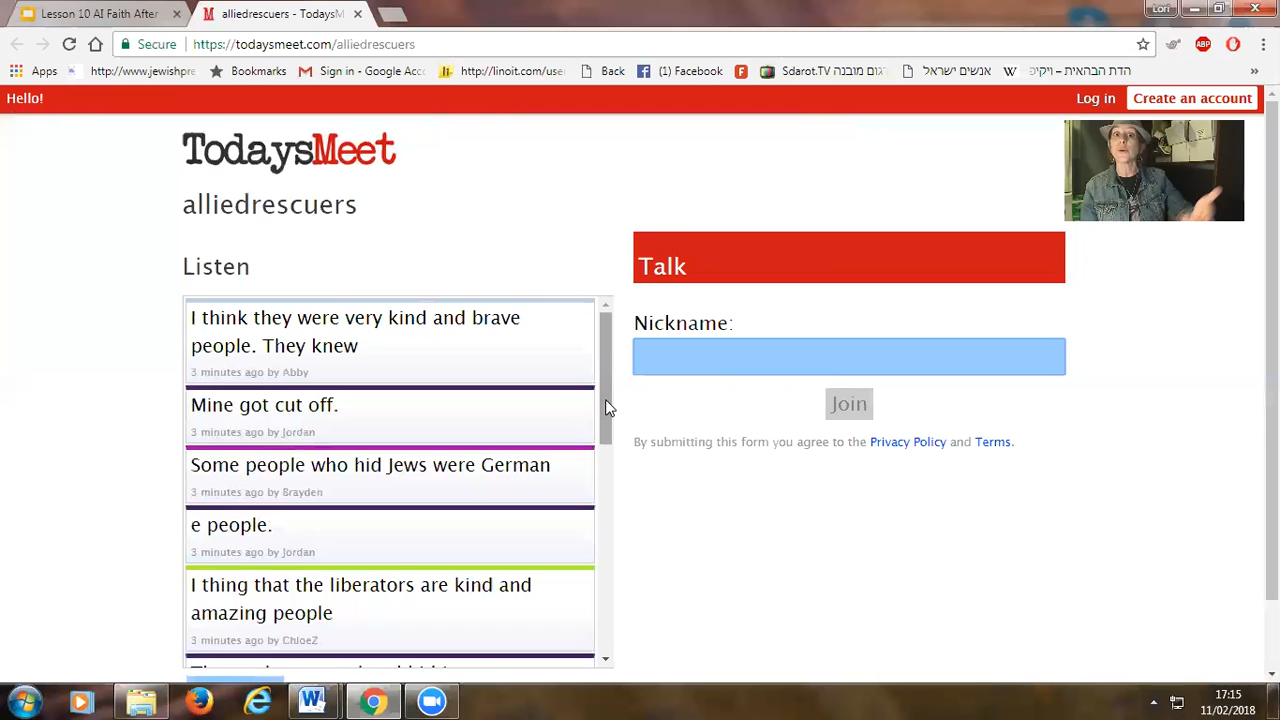 Lesson 10 AI Faith After
alliedrescuers - TodaysM
Lori
Secure https://todaysmeet.com/alliedrescuers
ABP
Apps http://www.jewishpre Bookmarks Sign in - Google Acco http://linoit.com/use Back (1) Facebook Sdarot.TV תרגום מובנה אנשים ישראל W הדת הבהאית – ויקיפ »
Hello!
Log in
Create an account
TodaysMeet
alliedrescuers
Listen
I think they were very kind and brave
people. They knew
3 minutes ago by Abby
Mine got cut off.
3 minutes ago by Jordan
Some people who hid Jews were German
3 minutes ago by Brayden
e people.
3 minutes ago by Jordan
I thing that the liberators are kind and
amazing people
3 minutes ago by ChloeZ
Talk
Nickname:
Join
By submitting this form you agree to the Privacy Policy and Terms.
17:15
11/02/2018